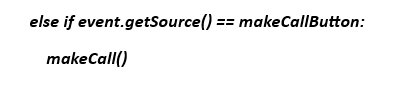 else if event.getSource() == makeCallButton:
makeCall()